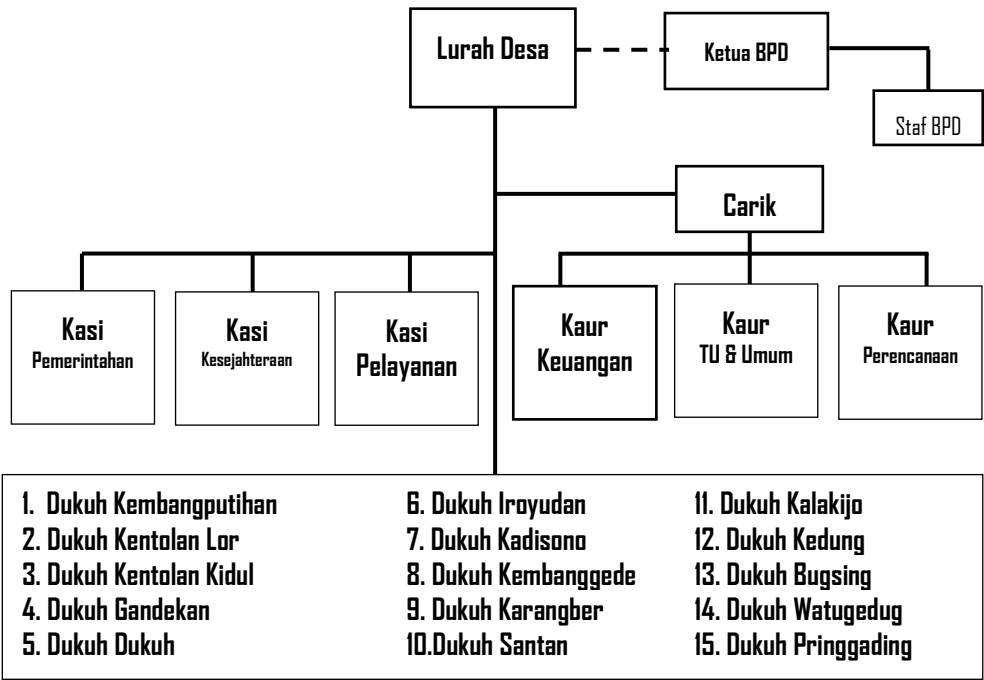 Lurah Desa
Ketua BPD
Staf BPD
Carik
Kasi
Pemerintahan
Kasi
Kesejahteraan
Kasi
Pelayanan
Kaur
Keuangan
Kaur
TU & Umum
Kaur
Perencanaan
1. Dukuh Kembangputihan
2. Dukuh Kentolan Lor
3. Dukuh Kentolan Kidul
4. Dukuh Gandekan
5. Dukuh Dukuh
6. Dukuh Iroyudan
7. Dukuh Kadisono
8. Dukuh Kembanggede
9. Dukuh Karangber
10.Dukuh Santan
11. Dukuh Kalakijo
12. Dukuh Kedung
13. Dukuh Bugsing
14. Dukuh Watugedug
15. Dukuh Pringgading